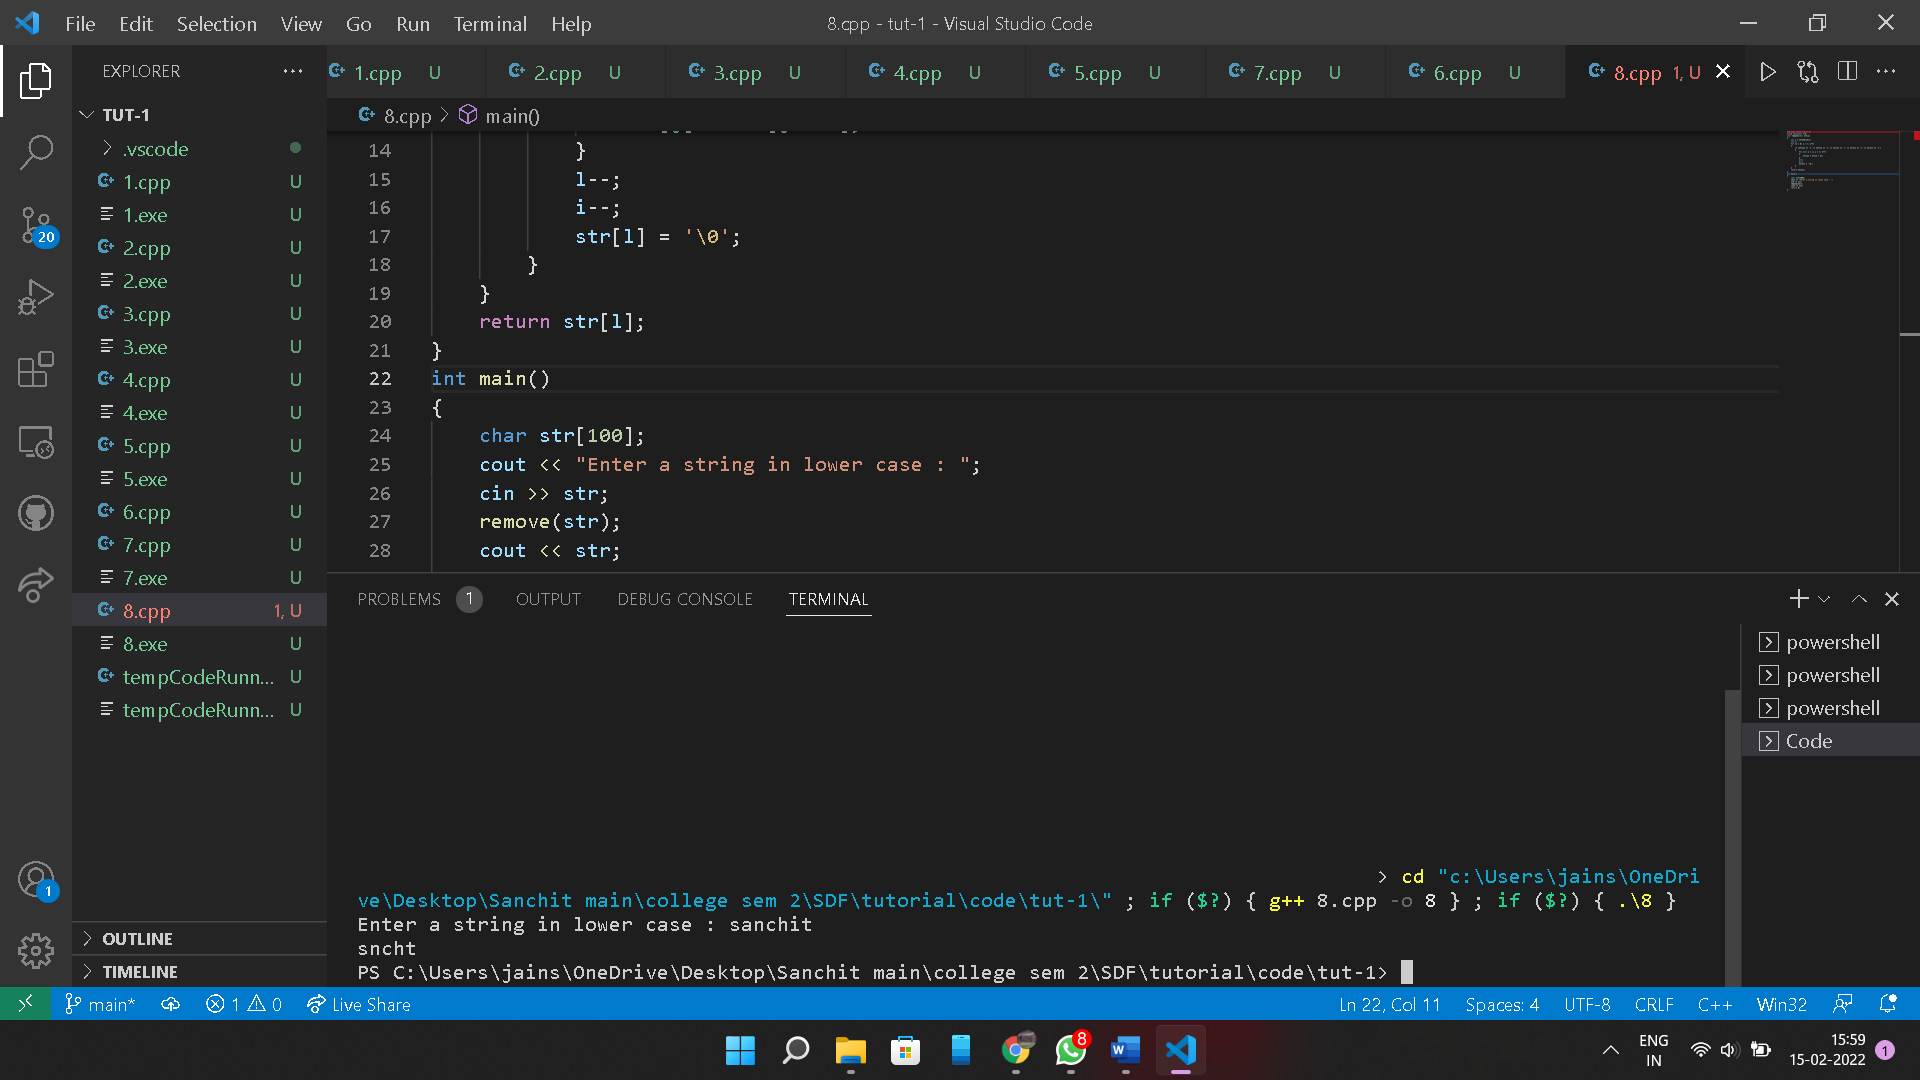 File Edit Selection View Go Run Terminal Help
8.cpp - tut-1 - Visual Studio Code
EXPLORER
1.cpp U 2.cpp U 3.cpp U 4.cpp U 5.cpp U 7.cpp U 6.cpp U 8.cpp 1, U
TUT-1
8.cpp > main()
.vscode
1.cpp U
1.exe U
2.cpp U
2.exe U
3.cpp U
3.exe U
4.cpp U
4.exe U
5.cpp U
5.exe U
6.cpp U
7.cpp U
7.exe U
8.cpp 1, U
8.exe U
tempCodeRunn... U
tempCodeRunn... U
OUTLINE
TIMELINE
20
1
14 }
15 l--;
16 i--;
17 str[l] = '\0';
18 }
19 }
20 return str[l];
21 }
22 int main()
23 {
24 char str[100];
25 cout << "Enter a string in lower case : ";
26 cin >> str;
27 remove(str);
28 cout << str;
PROBLEMS 1 OUTPUT DEBUG CONSOLE TERMINAL
powershell
powershell
powershell
Code
> cd "c:\Users\jains\OneDri
ve\Desktop\Sanchit main\college sem 2\SDF\tutorial\code\tut-1\" ; if ($?) { g++ 8.cpp -o 8 } ; if ($?) { .\8 }
Enter a string in lower case : sanchit
sncht
PS C:\Users\jains\OneDrive\Desktop\Sanchit main\college sem 2\SDF\tutorial\code\tut-1>
main* 1 0 Live Share
Ln 22, Col 11 Spaces: 4 UTF-8 CRLF C++ Win32
8
W
ENG
IN
15:59
15-02-2022
1